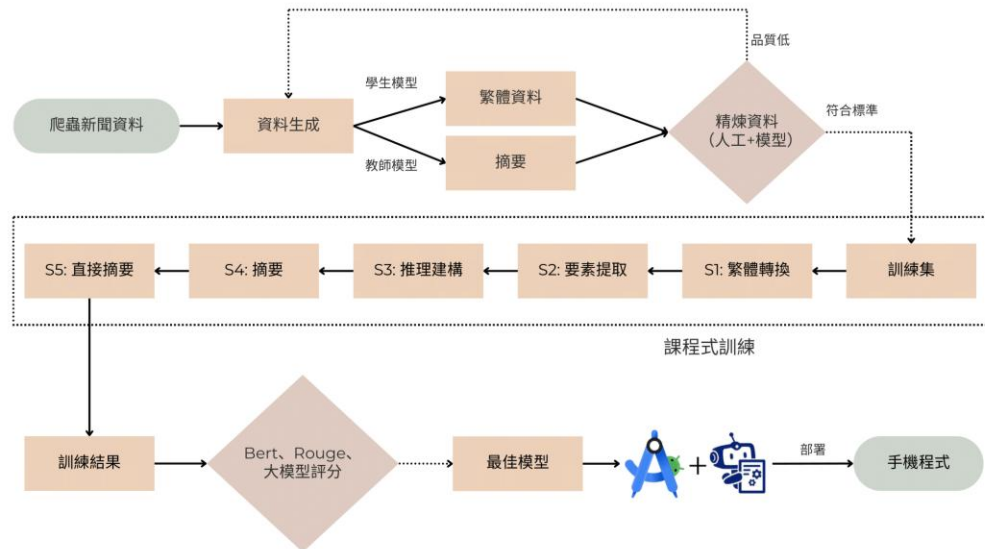 品質低
學生模型
繁體資料
爬蟲新聞資料
資料生成
精煉資料
(人工+模型)
符合標準
教師模型
摘要
S5: 直接摘要
S4: 摘要
S3: 推理建構
S2: 要素提取
S1: 繁體轉換
訓練集
課程式訓練
訓練結果
Bert、Rouge、
大模型評分
最佳模型
+
部署
手機程式